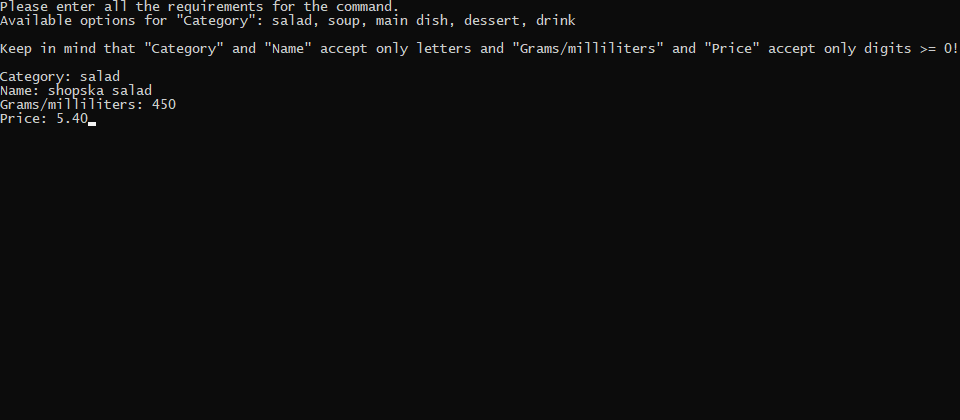 Please enter all the requirements for the command.
Available options for "Category": salad, soup, main dish, dessert, drink
Keep in mind that "Category" and "Name" accept only letters and "Grams/milliliters" and "Price" accept only digits >= 0!
Category: salad
Name: shopska salad
Grams/milliliters: 450
Price: 5.40